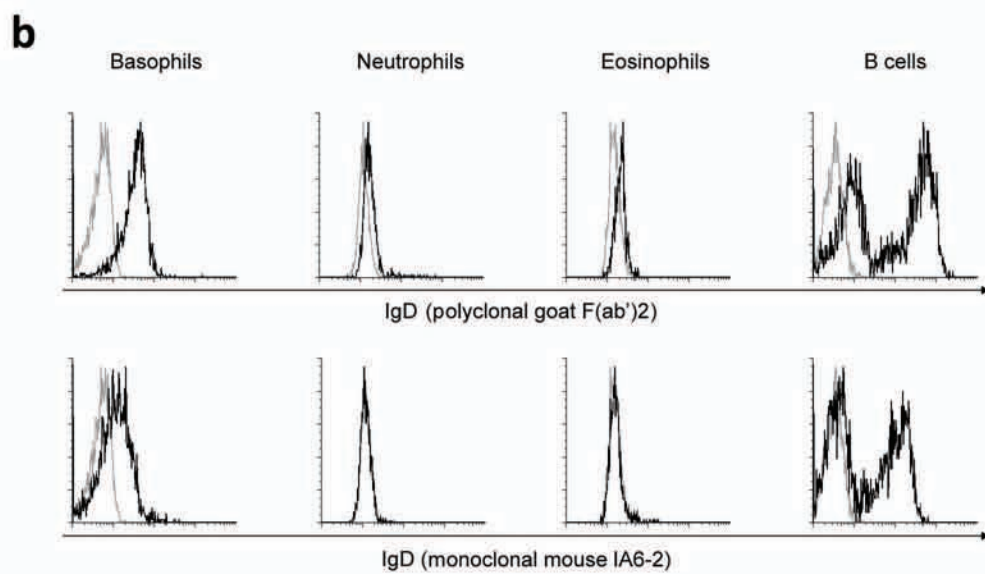 b
Basophils Neutrophils Eosinophils B cells
IgD (polyclonal goat F(ab')2)
IgD (monoclonal mouse IA6-2)